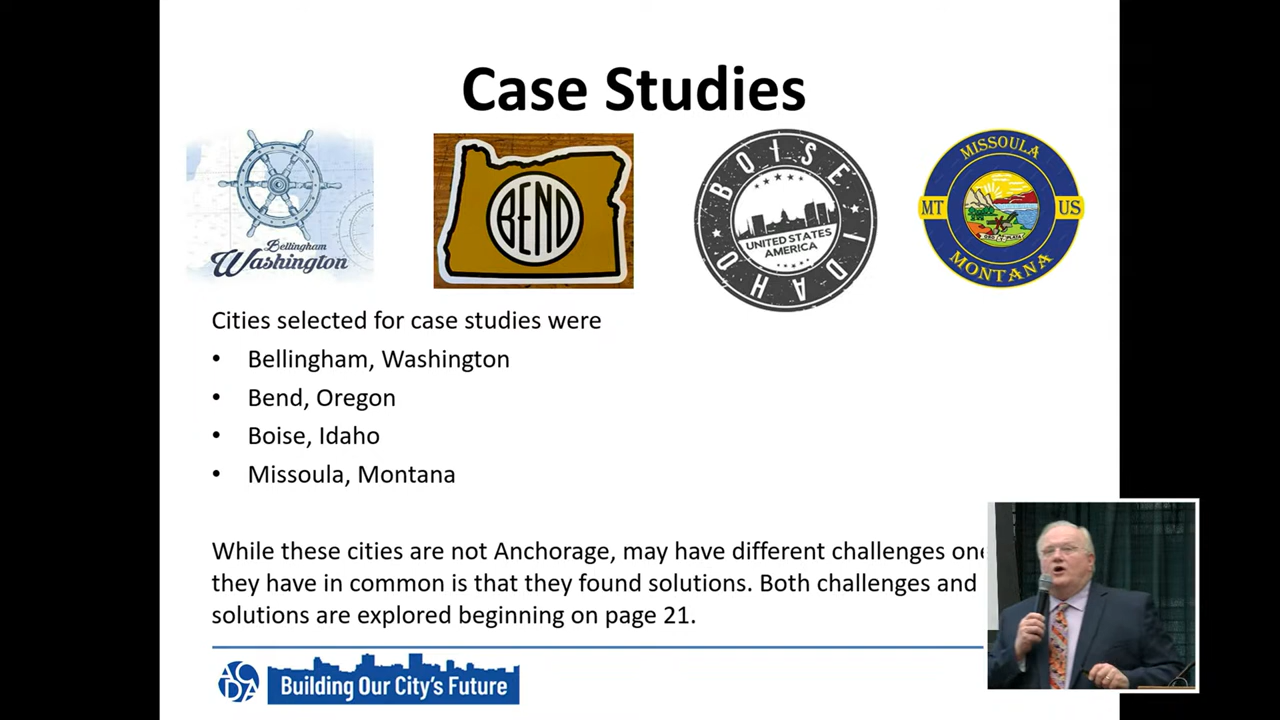 Case Studies
Bellingham
Washington
BEND
BOISE
IDAHO
UNITED STATES
AMERICA
MISSOULA
MT
US
MONTANA
Cities selected for case studies were
• Bellingham, Washington
• Bend, Oregon
• Boise, Idaho
• Missoula, Montana
While these cities are not Anchorage, may have different challenges
they have in common is that they found solutions. Both challenges and
solutions are explored beginning on page 21.
ACDA
Building Our City's Future